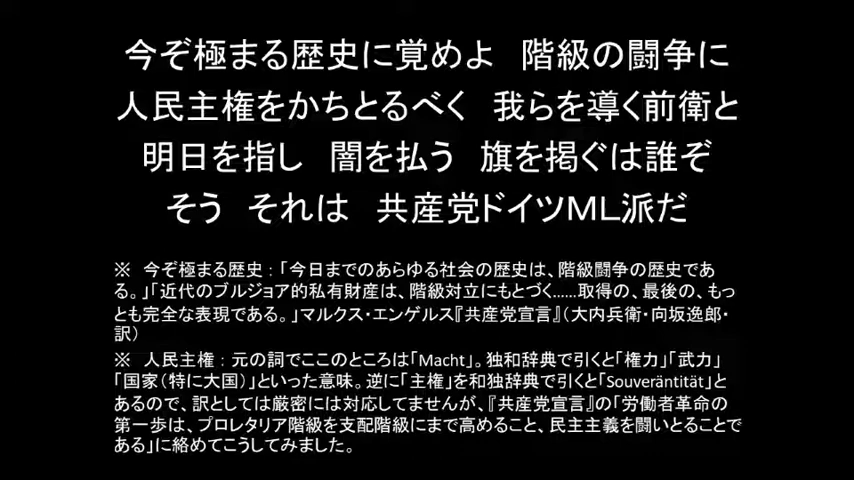 今ぞ極まる歴史に覚めよ　階級の闘争に
人民主権をかちとるべく　我らを導く前衛と
明日を指し　闇を払う　旗を掲ぐは誰ぞ
そう　それは　共産党ドイツML派だ
※　今ぞ極まる歴史：「今日までのあらゆる社会の歴史は、階級闘争の歴史であ
る。」「近代のブルジョア的私有財産は、階級対立にもとづく……取得の、最後の、もっ
とも完全な表現である。」マルクス・エンゲルス『共産党宣言』（大内兵衛・向坂逸郎・
訳）
※　人民主権：元の詞でここのところは「Macht」。独和辞典で引くと「権力」「武力」
「国家（特に大国）」といった意味。逆に「主権」を和独辞典で引くと「Souveräntität」と
あるので、訳としては厳密には対応してませんが、『共産党宣言』の「労働者革命の
第一歩は、プロレタリア階級を支配階級にまで高めること、民主主義を闘いとることで
ある」に絡めてこうしてみました。